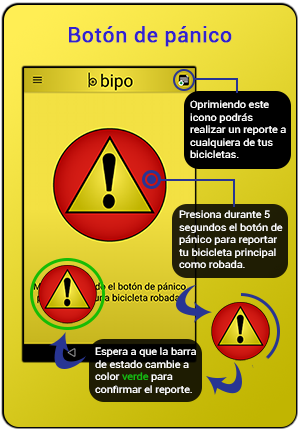 Botón de pánico
bipo
Oprimiendo este
icono podrás
realizar un reporte a
cualquiera de tus
bicicletas.
Presiona durante 5
segundos el botón de
pánico para reportar
tu bicicleta principal
como robada.
el botón de pánico
una bicicleta robada
Espera a que la barra
de estado cambie a
color verde para
confirmar el reporte.